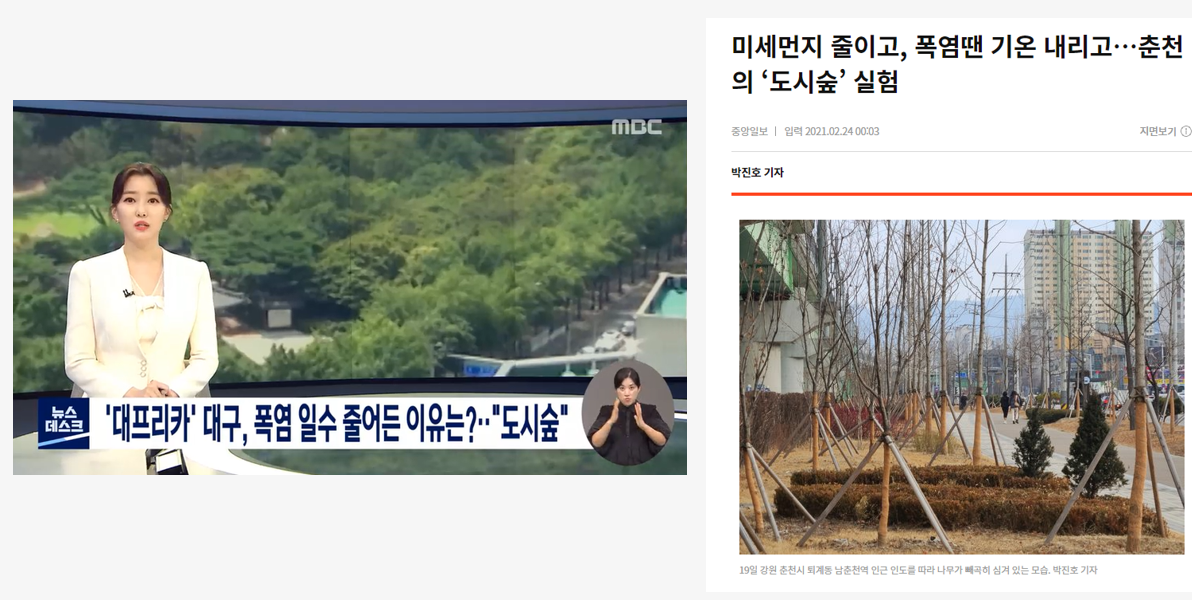 MBC
뉴스
데스크
'대프리카' 대구, 폭염 일수 줄어든 이유는?··"도시숲"
미세먼지 줄이고, 폭염땐 기온 내리고…춘천
의 ‘도시숲’ 실험
중앙일보 | 입력 2021.02.24 00:03
지면보기
박진호 기자
19일 강원 춘천시 퇴계동 남춘천역 인근 인도를 따라 나무가 빼곡히 심겨 있는 모습. 박진호 기자